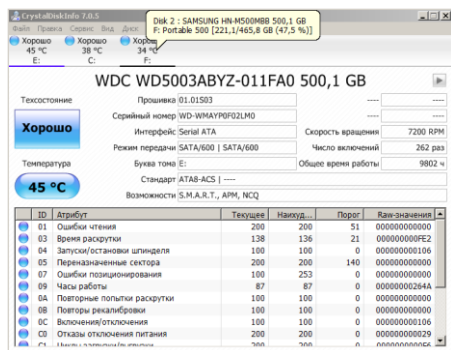 CrystalDiskInfo 7.0.5
Disk 2 : SAMSUNG HN-M500MBB 500,1 GB
F: Portable 500 [221,1/465,8 GB (47,5 %)]
Файл Правка Сервис Вид Диск
Хорошо Хорошо Хорошо
45 °C 38 °C 34 °C
E: C: F:
WDC WD5003ABYZ-011FA0 500,1 GB
Техсостояние Прошивка 01.01S03 ---- ----
Серийный номер WD-WMAYP0F02LM0 ---- ----
Хорошо Интерфейс Serial ATA Скорость вращения 7200 RPM
Режим передачи SATA/600 | SATA/600 Число включений 262 раз
Температура Буква тома E: Общее время работы 9802 ч
45 °C Стандарт ATA8-ACS | ----
Возможности S.M.A.R.T., APM, NCQ
ID Атрибут Текущее Наихуд... Порог Raw-значения
01 Ошибки чтения 200 200 51 000000000000
03 Время раскрутки 138 136 21 000000000FE2
04 Запуски/остановки шпинделя 100 100 0 000000000106
05 Переназначенные сектора 200 200 140 000000000000
07 Ошибки позиционирования 100 253 0 000000000000
09 Часы работы 87 87 0 00000000264A
0A Повторные попытки раскрутки 100 100 0 000000000000
0B Повторы рекалибровки 100 100 0 000000000000
0C Включения/отключения 100 100 0 000000000106
C0 Отказы отключения питания 200 200 0 000000000029